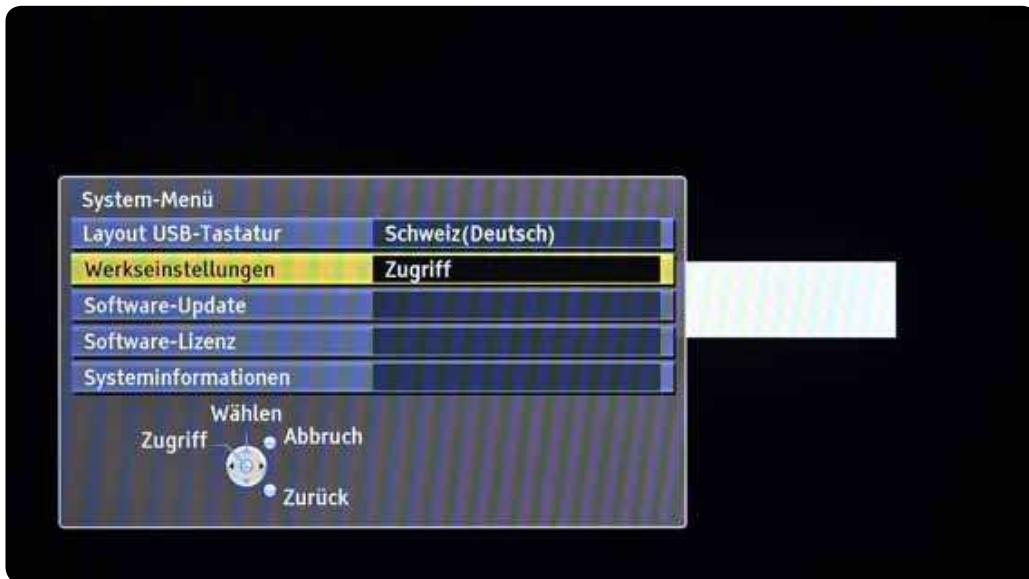 System-Menü
Layout USB-Tastatur Schweiz(Deutsch)
Werkseinstellungen Zugriff
Software-Update
Software-Lizenz
Systeminformationen
Wählen
Zugriff Abbruch
Zurück